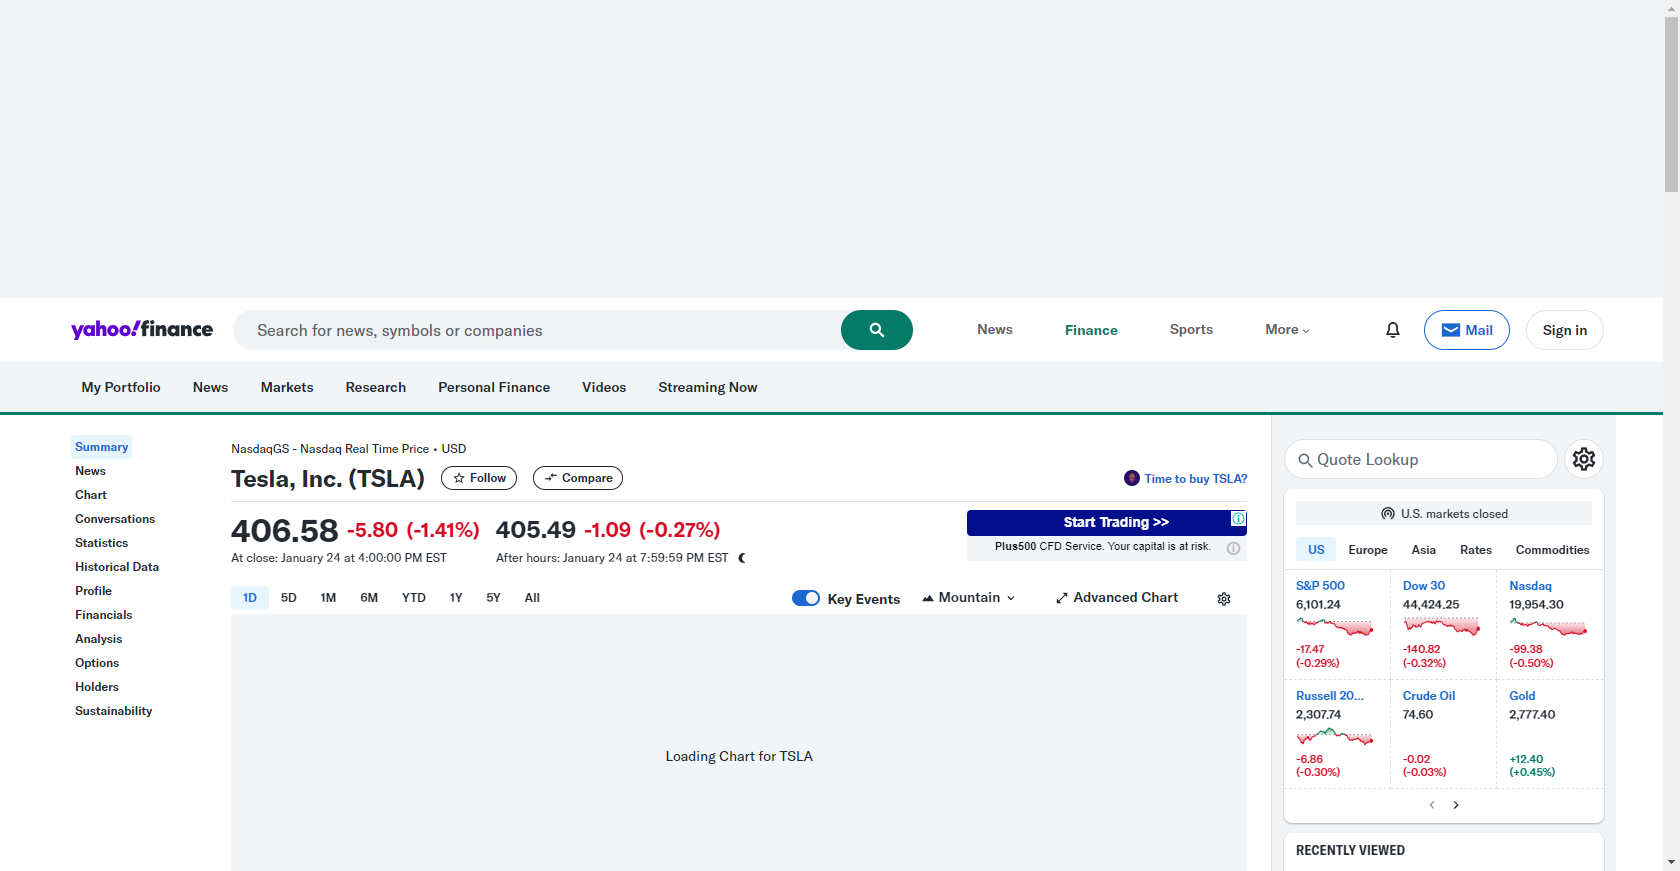 yahoo!finance
Search for news, symbols or companies
News
Finance
Sports
More
Mail
Sign in
My Portfolio
News
Markets
Research
Personal Finance
Videos
Streaming Now
Summary
News
Chart
Conversations
Statistics
Historical Data
Profile
Financials
Analysis
Options
Holders
Sustainability
NasdaqGS - Nasdaq Real Time Price • USD
Tesla, Inc. (TSLA)
Follow
Compare
Time to buy TSLA?
406.58 -5.80 (-1.41%)
At close: January 24 at 4:00:00 PM EST
405.49 -1.09 (-0.27%)
After hours: January 24 at 7:59:59 PM EST
Start Trading >>
Plus500 CFD Service. Your capital is at risk.
1D
5D
1M
6M
YTD
1Y
5Y
All
Key Events
Mountain
Advanced Chart
Loading Chart for TSLA
Quote Lookup
U.S. markets closed
US
Europe
Asia
Rates
Commodities
S&P 500
6,101.24
-17.47
(-0.29%)
Dow 30
44,424.25
-140.82
(-0.32%)
Nasdaq
19,954.30
-99.38
(-0.50%)
Russell 20...
2,307.74
-6.86
(-0.30%)
Crude Oil
74.60
-0.02
(-0.03%)
Gold
2,777.40
+12.40
(+0.45%)
RECENTLY VIEWED